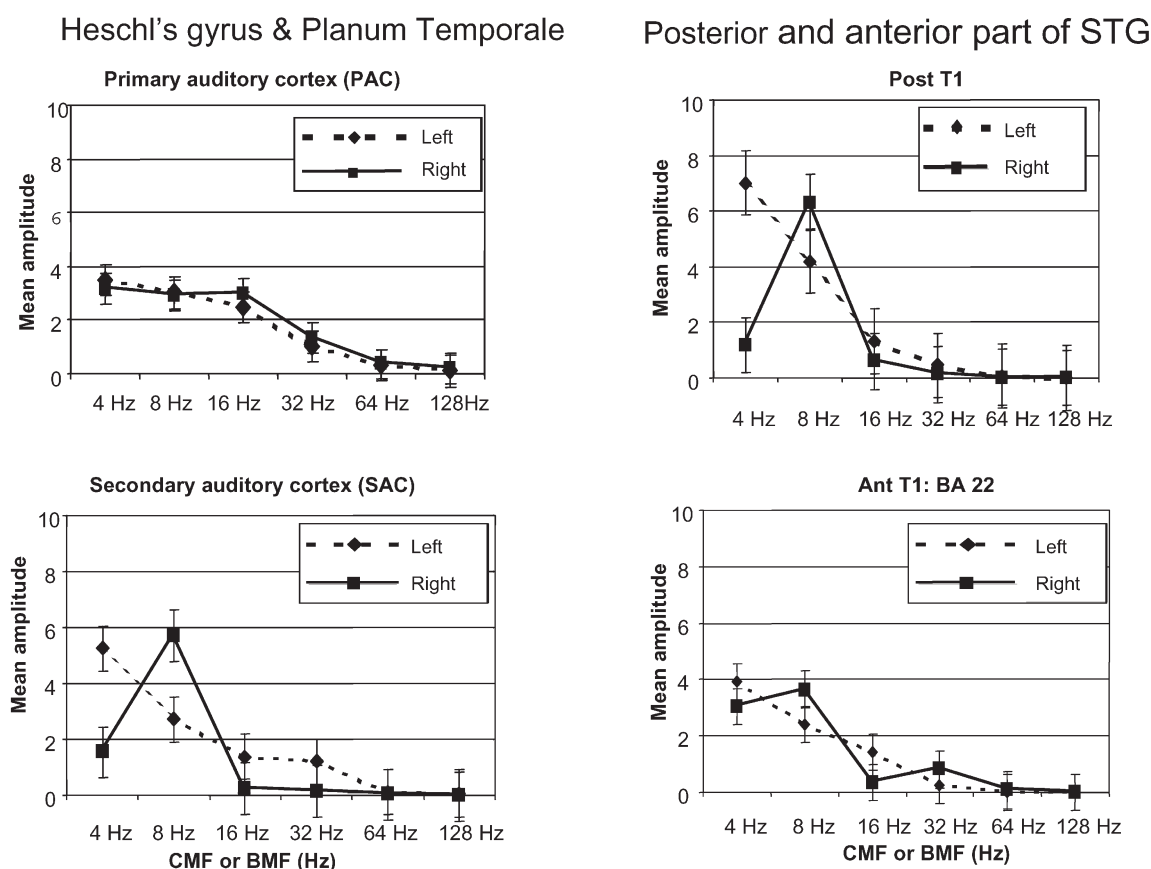 Heschl's gyrus & Planum Temporale
Primary auditory cortex (PAC)
Mean amplitude
10
8
6
4
2
0
Left
Right
4 Hz 8 Hz 16 Hz 32 Hz 64 Hz 128Hz
Posterior and anterior part of STG
Post T1
Mean amplitude
10
8
6
4
2
0
Left
Right
4 Hz 8 Hz 16 Hz 32 Hz 64 Hz 128 Hz
Secondary auditory cortex (SAC)
Mean amplitude
10
8
6
4
2
0
Left
Right
4 Hz 8 Hz 16 Hz 32 Hz 64 Hz 128 Hz
CMF or BMF (Hz)
Ant T1: BA 22
Mean amplitude
10
8
6
4
2
0
Left
Right
4 Hz 8 Hz 16 Hz 32 Hz 64 Hz 128 Hz
CMF or BMF (Hz)